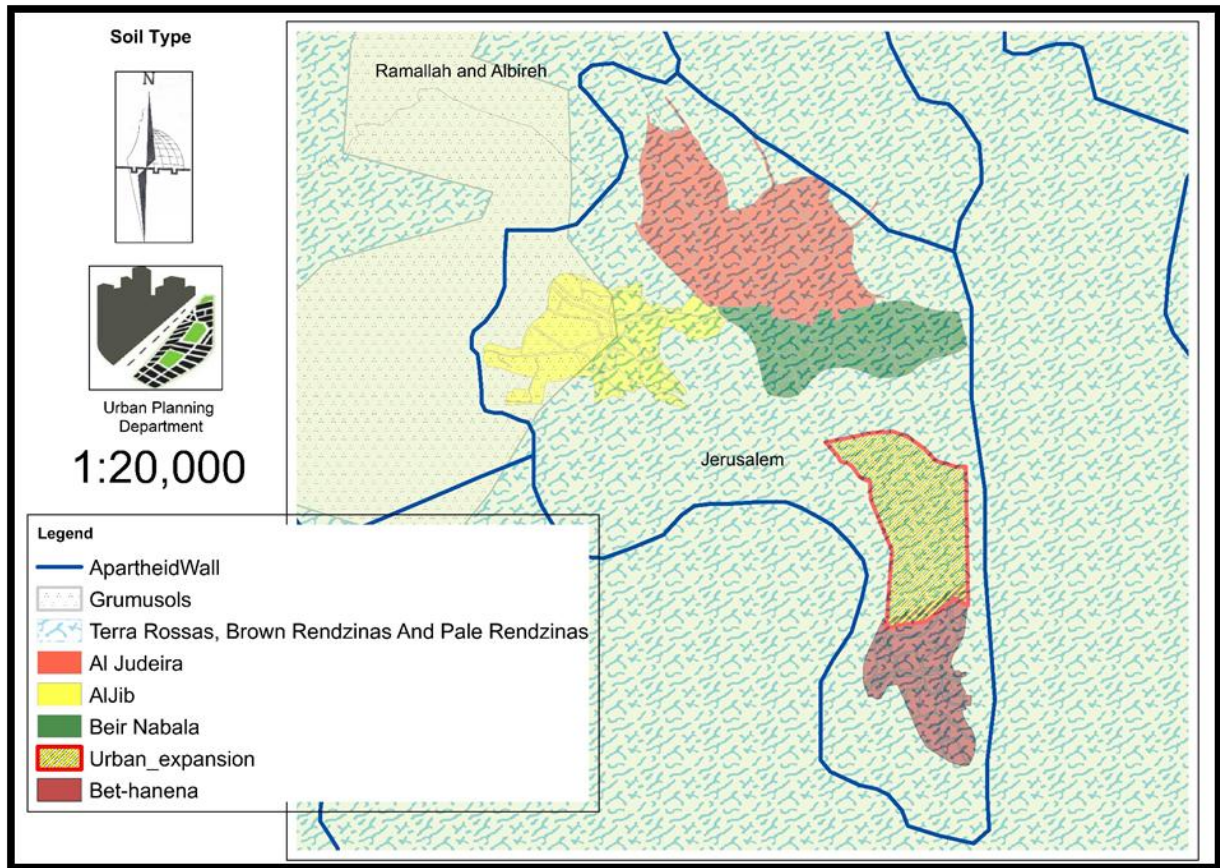 Soil Type
N
Urban Planning
Department
1:20,000
Ramallah and Albireh
Jerusalem
Legend
ApartheidWall
Grumusols
Terra Rossas, Brown Rendzinas And Pale Rendzinas
Al Judeira
AlJib
Beir Nabala
Urban_expansion
Bet-hanena